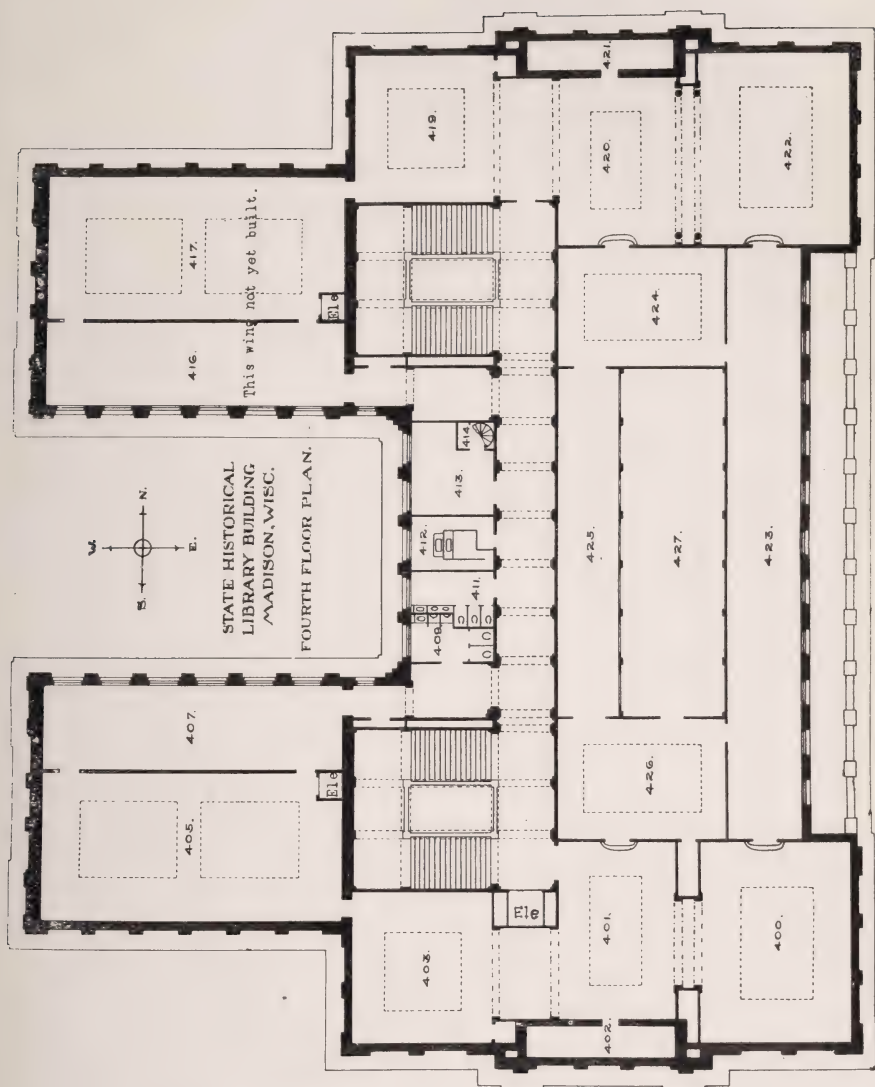 W.
S.
N.
E.
STATE HISTORICAL
LIBRARY BUILDING
MADISON, WISC.
FOURTH FLOOR PLAN.
This wing not yet built.
416.
417.
Ele
419.
421.
420.
422.
424.
414.
413.
412.
411.
409.
425.
427.
423.
407.
405.
Ele
426.
403.
Ele
401.
400.
402.